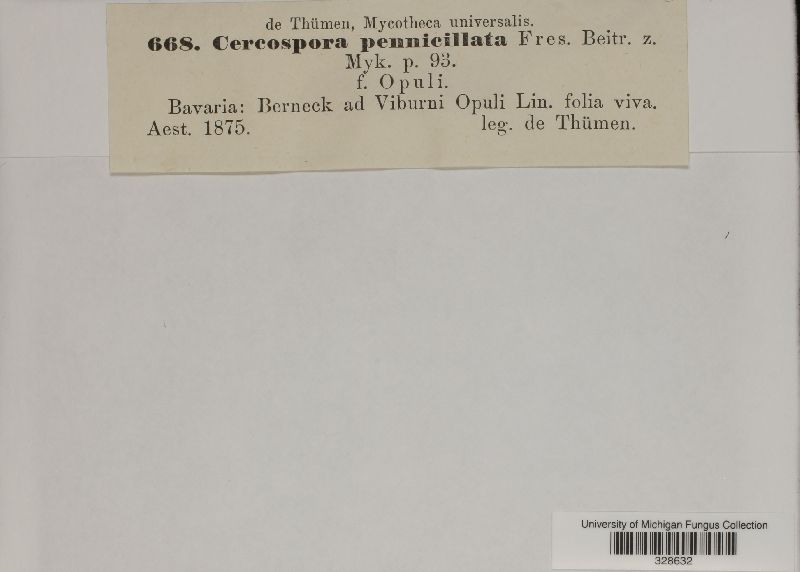 de Thümen, Mycotheca universalis.
668. Cercospora pennicillata Fres. Beitr. z.
Myk. p. 93.
f. Opuli.
Bavaria: Berneck ad Viburni Opuli Lin. folia viva.
Aest. 1875. leg. de Thümen.
University of Michigan Fungus Collection
328632